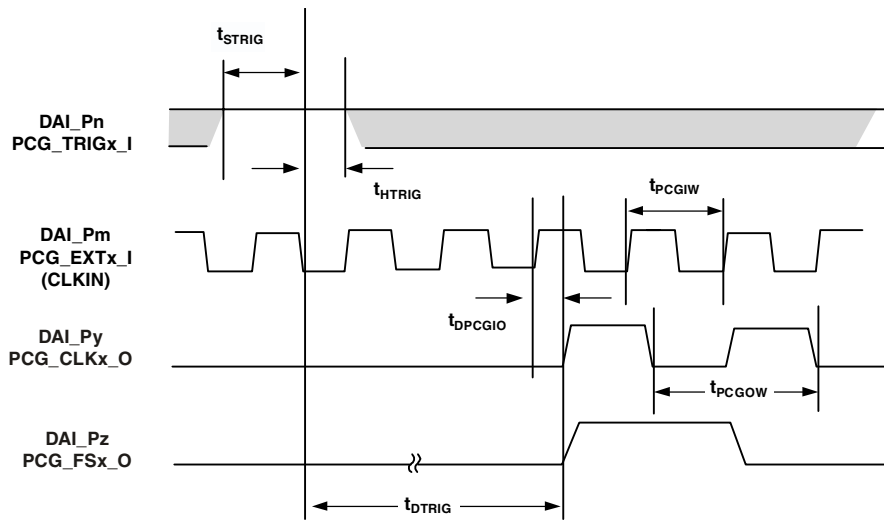 tSTRIG
DAI_Pn
PCG_TRIGx_I
tHTRIG
tPCGIW
DAI_Pm
PCG_EXTx_I
(CLKIN)
tDPCGIO
DAI_Py
PCG_CLKx_O
tPCGOW
DAI_Pz
PCG_FSx_O
tDTRIG